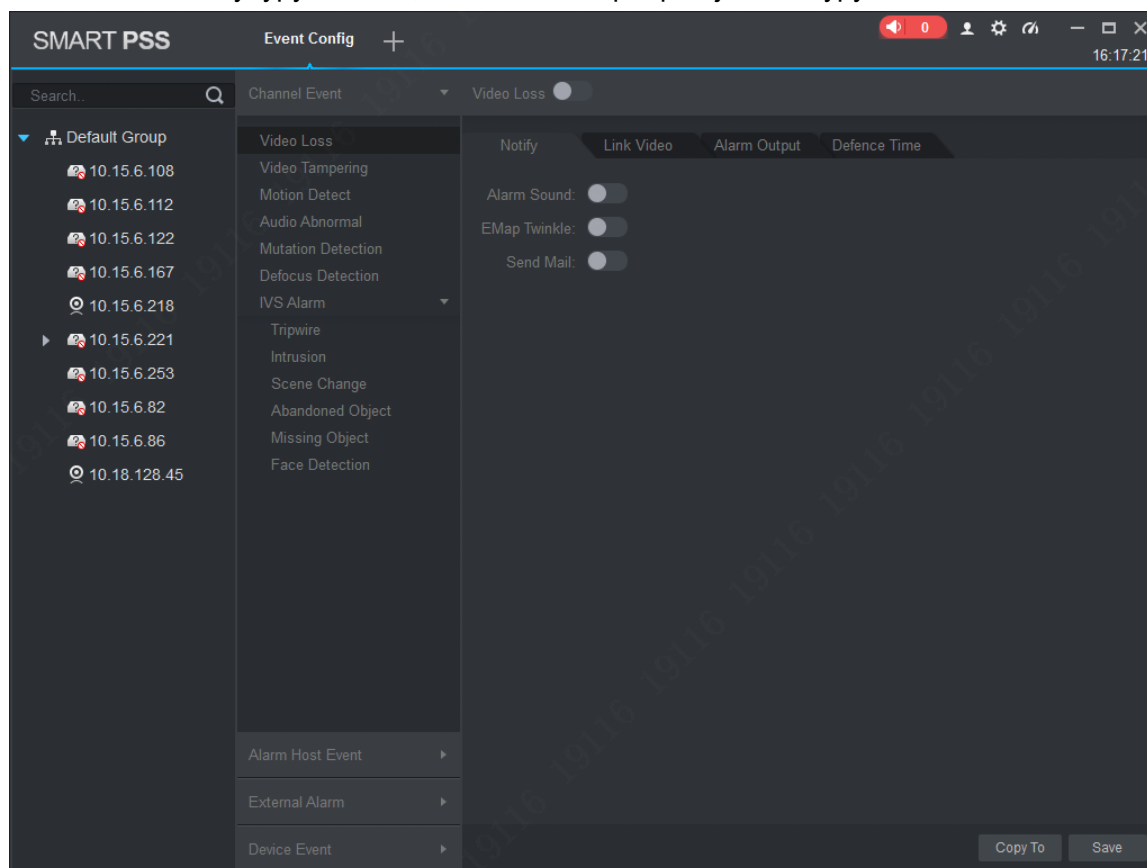 SMART PSS
Event Config
0
16:17:21
Search..
Channel Event
Video Loss
Default Group
10.15.6.108
10.15.6.112
10.15.6.122
10.15.6.167
10.15.6.218
10.15.6.221
10.15.6.253
10.15.6.82
10.15.6.86
10.18.128.45
Video Loss
Video Tampering
Motion Detect
Audio Abnormal
Mutation Detection
Defocus Detection
IVS Alarm
Tripwire
Intrusion
Scene Change
Abandoned Object
Missing Object
Face Detection
Alarm Host Event
External Alarm
Device Event
Notify Link Video Alarm Output Defence Time
Alarm Sound:
EMap Twinkle:
Send Mail:
Copy To Save
19116 19116 19116